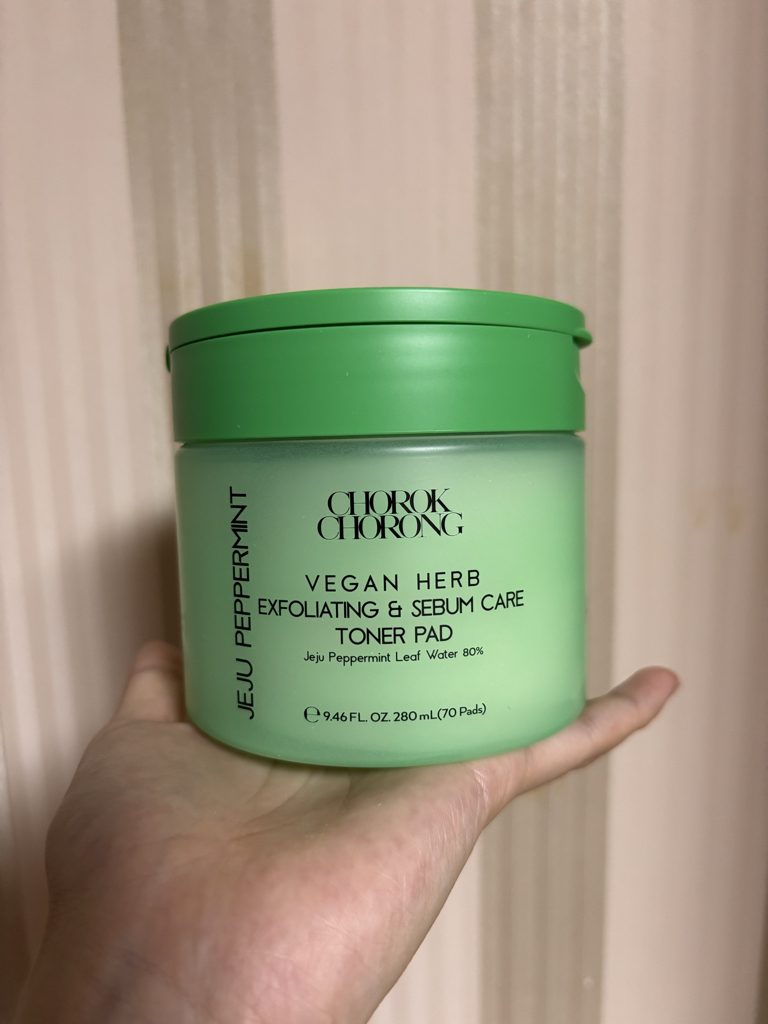 CHOROK
CHORONG
JEJU PEPPERMINT
VEGAN HERB
EXFOLIATING & SEBUM CARE
TONER PAD
Jeju Peppermint Leaf Water 80%
℮ 9.46 FL. OZ. 280 mL(70 Pads)